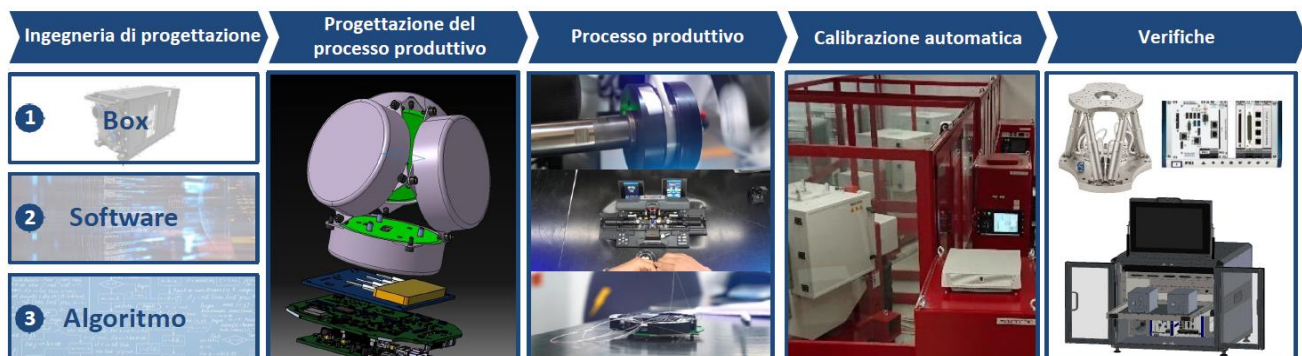 Ingegneria di progettazione
Progettazione del
processo produttivo
Processo produttivo
Calibrazione automatica
Verifiche
1
Box
2
Software
3
Algoritmo